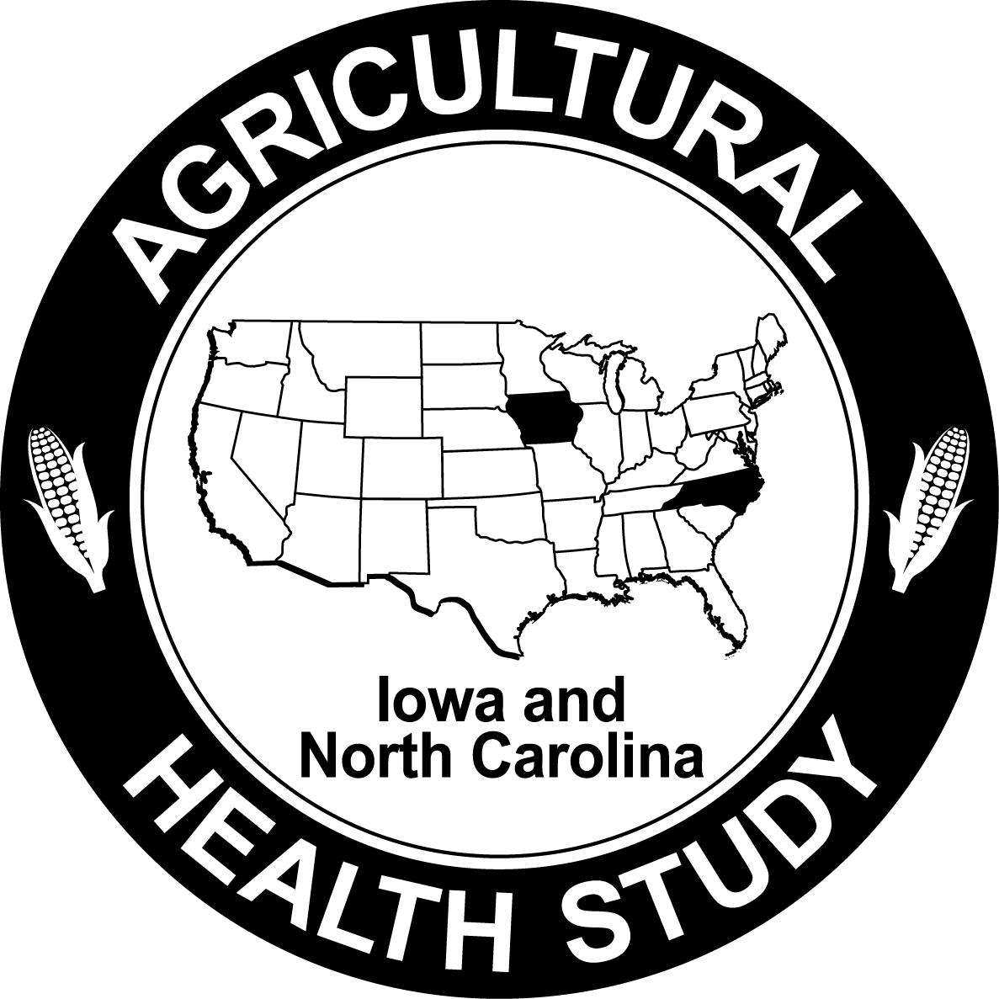 AGRICULTURAL
Iowa and
North Carolina
HEALTH STUDY